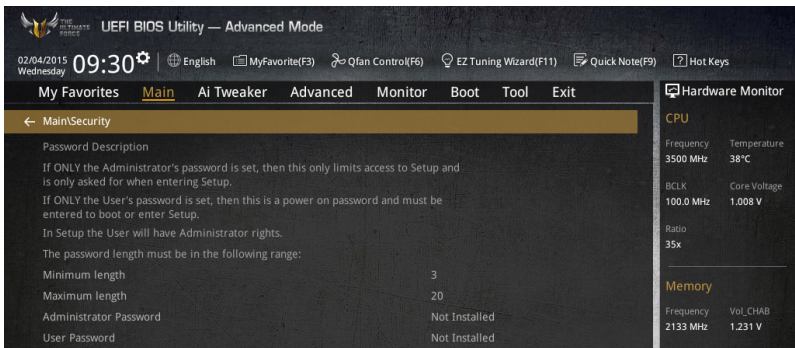 THE
ULTIMATE
FORCE
UEFI BIOS Utility — Advanced Mode
02/04/2015
Wednesday
09:30
English
MyFavorite(F3)
Qfan Control(F6)
EZ Tuning Wizard(F11)
Quick Note(F9)
? Hot Keys
My Favorites Main Ai Tweaker Advanced Monitor Boot Tool Exit
Hardware Monitor
← Main\Security
Password Description
If ONLY the Administrator's password is set, then this only limits access to Setup and
is only asked for when entering Setup.
If ONLY the User's password is set, then this is a power on password and must be
entered to boot or enter Setup.
In Setup the User will have Administrator rights.
The password length must be in the following range:
Minimum length 3
Maximum length 20
Administrator Password Not Installed
User Password Not Installed
CPU
Frequency Temperature
3500 MHz 38°C
BCLK Core Voltage
100.0 MHz 1.008 V
Ratio
35x
Memory
Frequency Vol_CHAB
2133 MHz 1.231 V